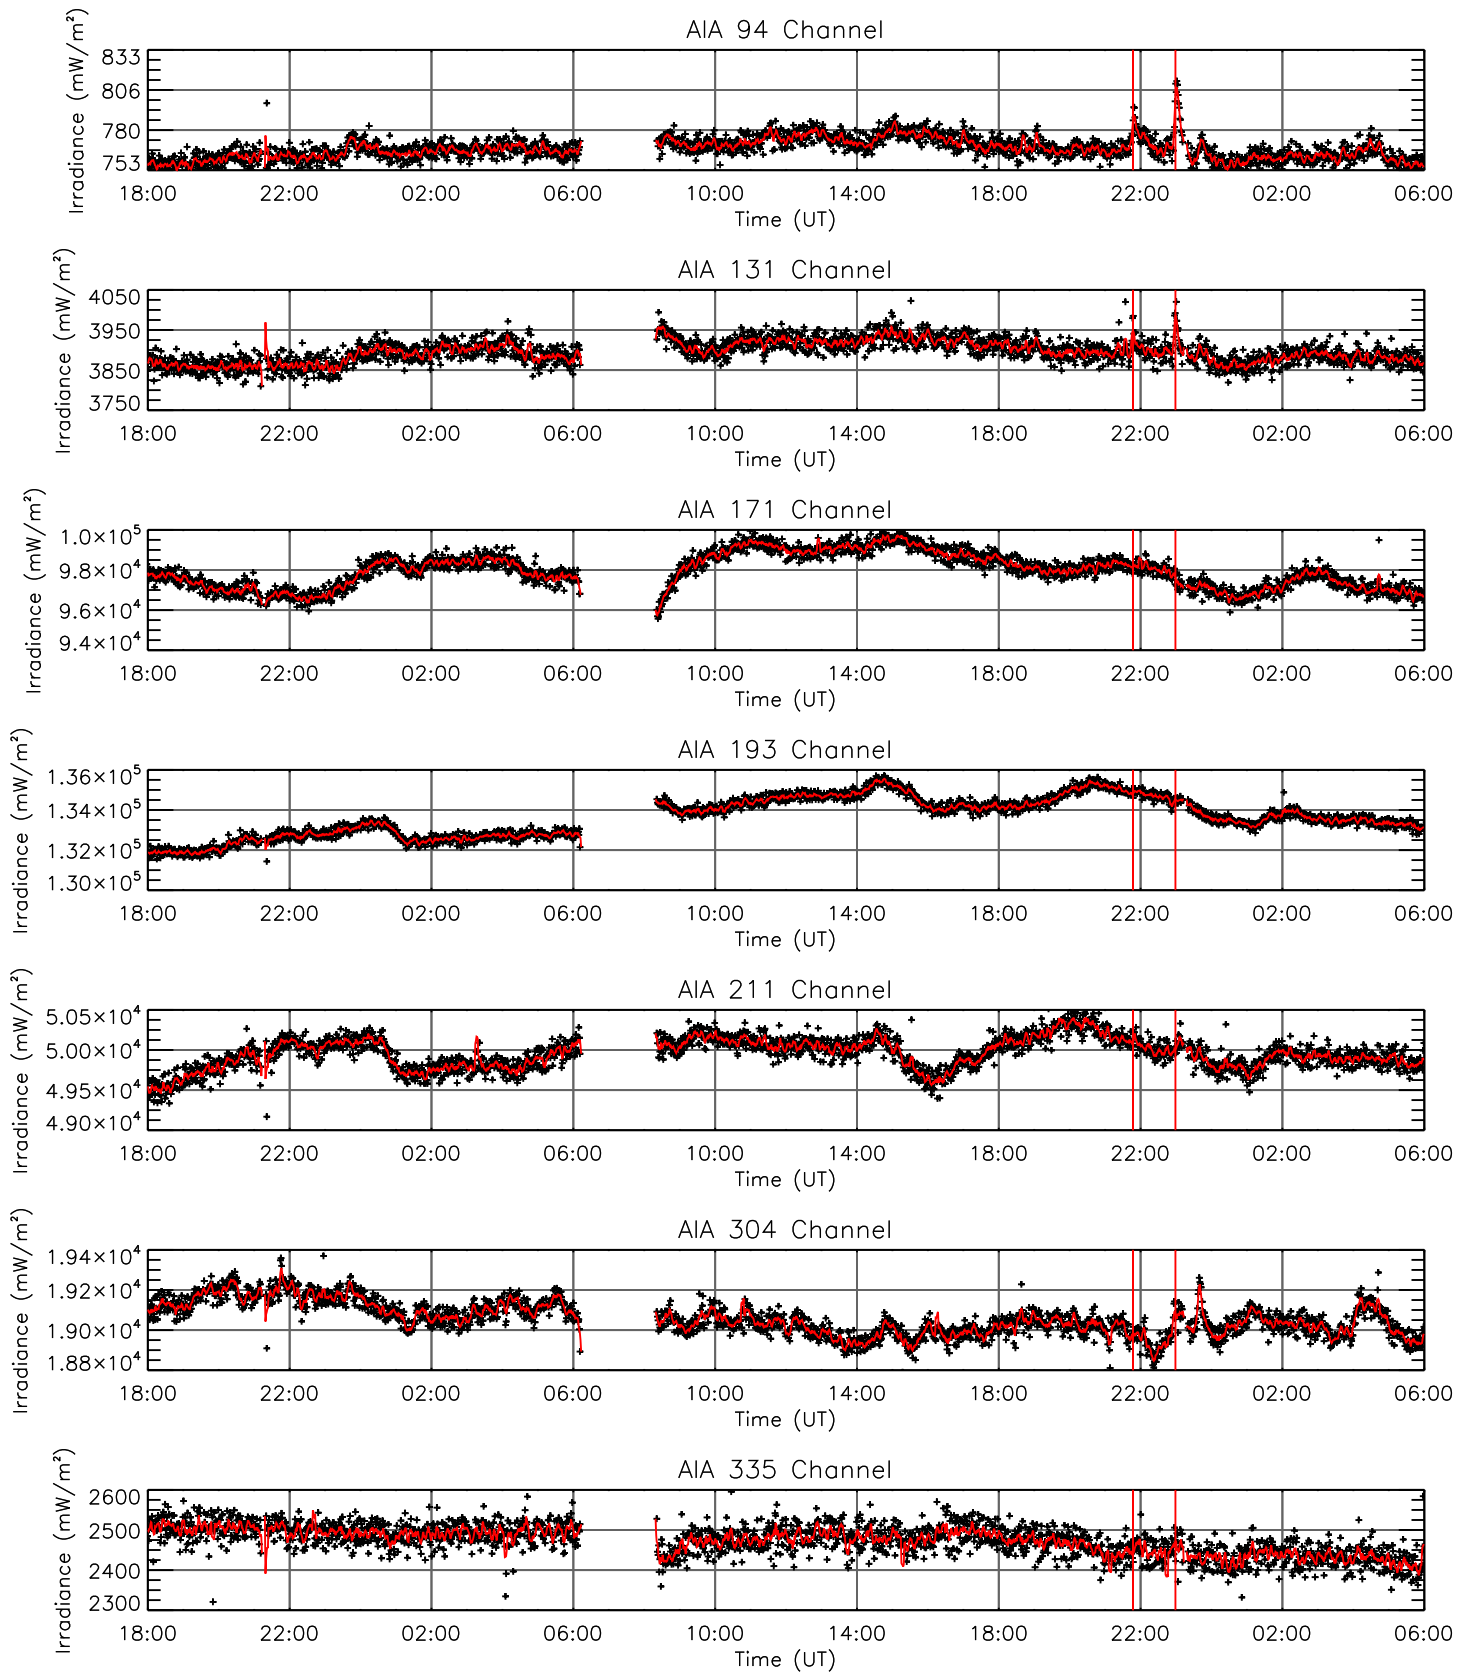 AIA 94 Channel
Irradiance (mW/m²)
833
806
780
753
18:00 22:00 02:00 06:00 10:00 14:00 18:00 22:00 02:00 06:00
Time (UT)
AIA 131 Channel
Irradiance (mW/m²)
4050
3950
3850
3750
18:00 22:00 02:00 06:00 10:00 14:00 18:00 22:00 02:00 06:00
Time (UT)
AIA 171 Channel
Irradiance (mW/m²)
1.0×10⁵
9.8×10⁴
9.6×10⁴
9.4×10⁴
18:00 22:00 02:00 06:00 10:00 14:00 18:00 22:00 02:00 06:00
Time (UT)
AIA 193 Channel
Irradiance (mW/m²)
1.36×10⁵
1.34×10⁵
1.32×10⁵
1.30×10⁵
18:00 22:00 02:00 06:00 10:00 14:00 18:00 22:00 02:00 06:00
Time (UT)
AIA 211 Channel
Irradiance (mW/m²)
5.05×10⁴
5.00×10⁴
4.95×10⁴
4.90×10⁴
18:00 22:00 02:00 06:00 10:00 14:00 18:00 22:00 02:00 06:00
Time (UT)
AIA 304 Channel
Irradiance (mW/m²)
1.94×10⁴
1.92×10⁴
1.90×10⁴
1.88×10⁴
18:00 22:00 02:00 06:00 10:00 14:00 18:00 22:00 02:00 06:00
Time (UT)
AIA 335 Channel
Irradiance (mW/m²)
2600
2500
2400
2300
18:00 22:00 02:00 06:00 10:00 14:00 18:00 22:00 02:00 06:00
Time (UT)